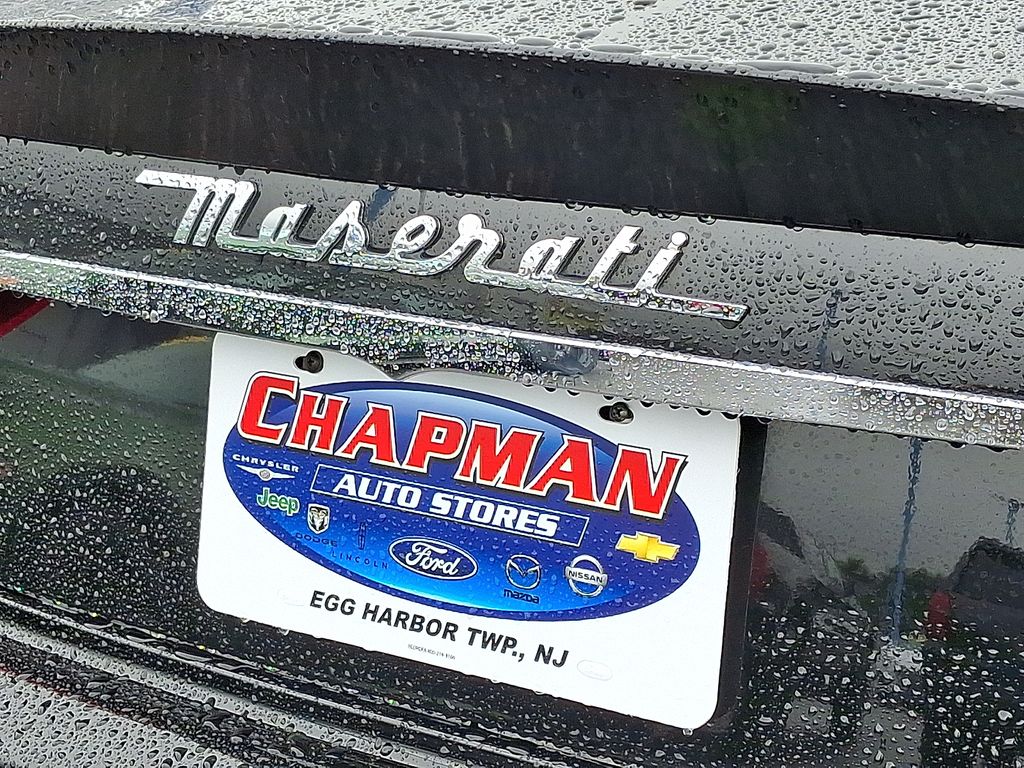 Maserati
CHAPMAN
AUTO STORES
CHRYSLER
Jeep
DODGE
LINCOLN
Ford
mazda
NISSAN
EGG HARBOR TWP., NJ